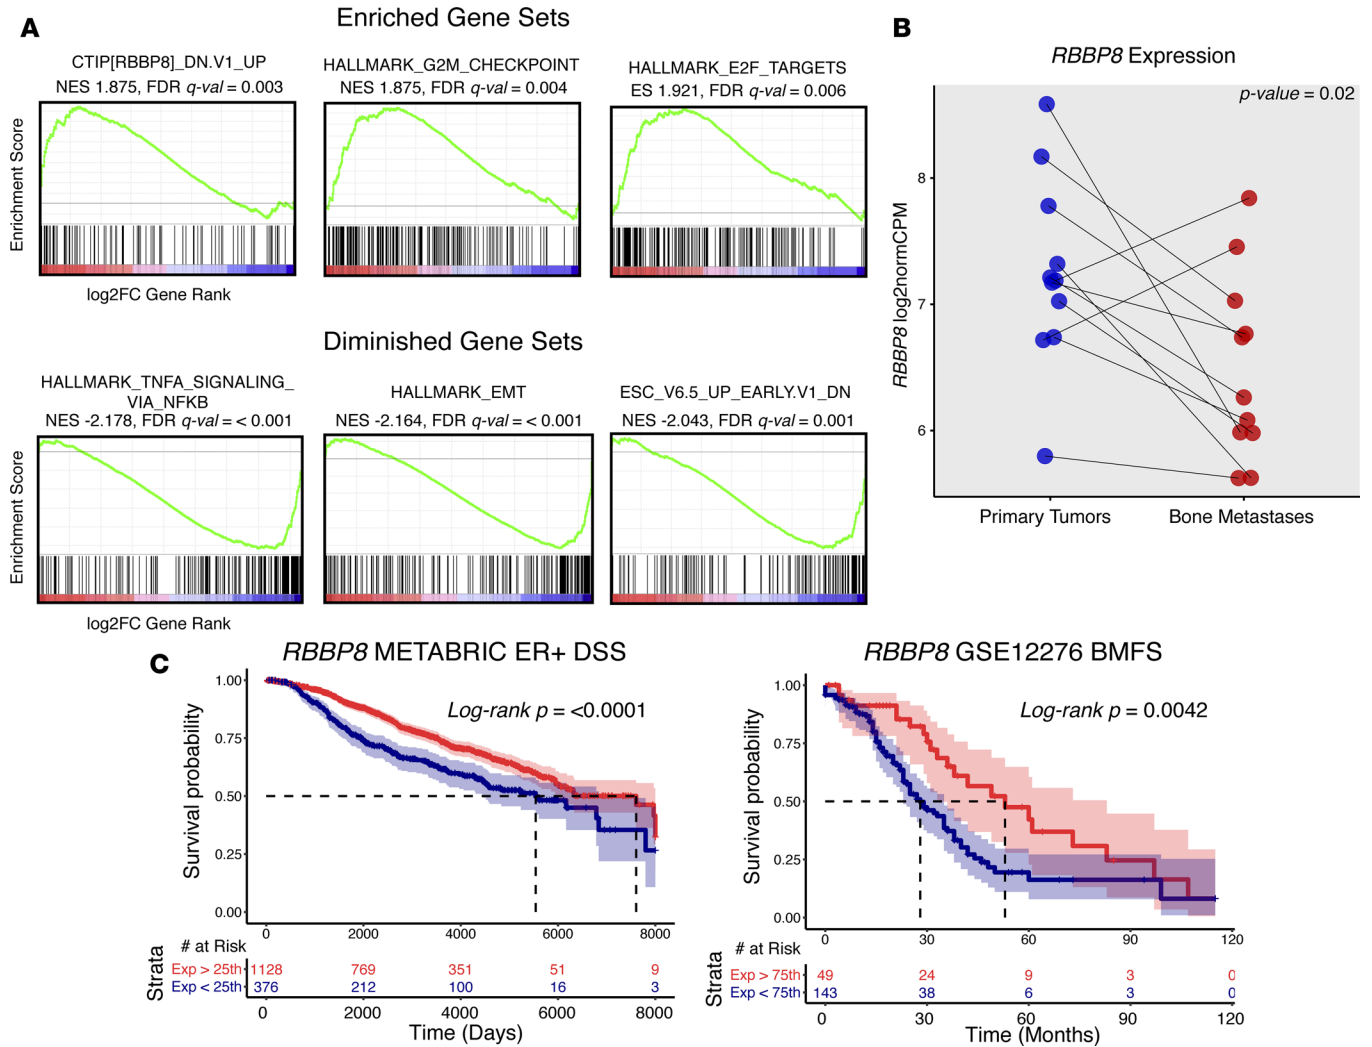 A
Enriched Gene Sets
CTIP[RBBP8]_DN.V1_UP
NES 1.875, FDR q-val = 0.003
HALLMARK_G2M_CHECKPOINT
NES 1.875, FDR q-val = 0.004
HALLMARK_E2F_TARGETS
ES 1.921, FDR q-val = 0.006
Enrichment Score
log2FC Gene Rank
Diminished Gene Sets
HALLMARK_TNFA_SIGNALING_
VIA_NFKB
NES -2.178, FDR q-val = < 0.001
HALLMARK_EMT
NES -2.164, FDR q-val = < 0.001
ESC_V6.5_UP_EARLY.V1_DN
NES -2.043, FDR q-val = 0.001
Enrichment Score
log2FC Gene Rank
B
RBBP8 Expression
p-value = 0.02
RBBP8 log2normCPM
8
7
6
Primary Tumors
Bone Metastases
C
RBBP8 METABRIC ER+ DSS
Log-rank p = <0.0001
Survival probability
1.00
0.75
0.50
0.25
0.00
0 2000 4000 6000 8000
# at Risk
Strata
Exp > 25th 1128 769 351 51 9
Exp < 25th 376 212 100 16 3
0 2000 4000 6000 8000
Time (Days)
RBBP8 GSE12276 BMFS
Log-rank p = 0.0042
Survival probability
1.00
0.75
0.50
0.25
0.00
0 30 60 90 120
# at Risk
Strata
Exp > 75th 49 24 9 3 0
Exp < 75th 143 38 6 3 0
0 30 60 90 120
Time (Months)